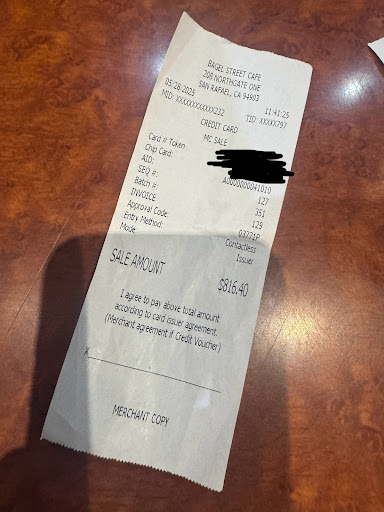 BAGEL STREET CAFE
208 NORTHGATE ONE
SAN RAFAEL, CA 94903
05/28/2025 11:41:25
MID: XXXXXXXXXXXX232 TID: XXXXX797
CREDIT CARD
MC SALE
Card # Token
Chip Card:
AID: A0000000041010
SEQ #: 127
Batch #: 351
INVOICE 129
Approval Code: 03771P
Entry Method: Contactless
Mode: Issuer
SALE AMOUNT $816.40
I agree to pay above total amount
according to card issuer agreement.
(Merchant agreement if Credit Voucher)
X
MERCHANT COPY